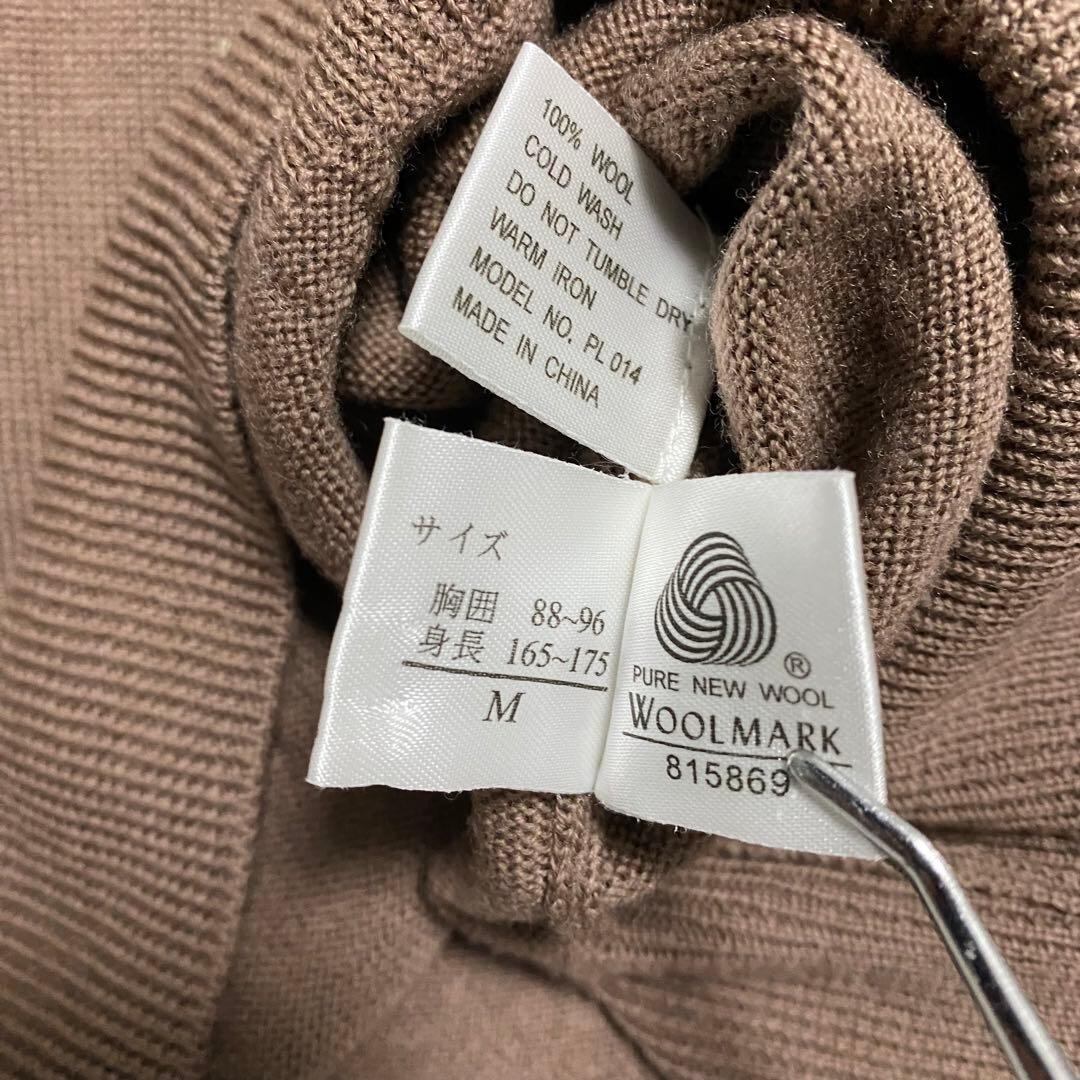 100% WOOL
COLD WASH
DO NOT TUMBLE DRY
WARM IRON
MODEL NO. PL 014
MADE IN CHINA
サイズ
胸囲 88~96
身長 165~175
M
®
PURE NEW WOOL
WOOLMARK
815869